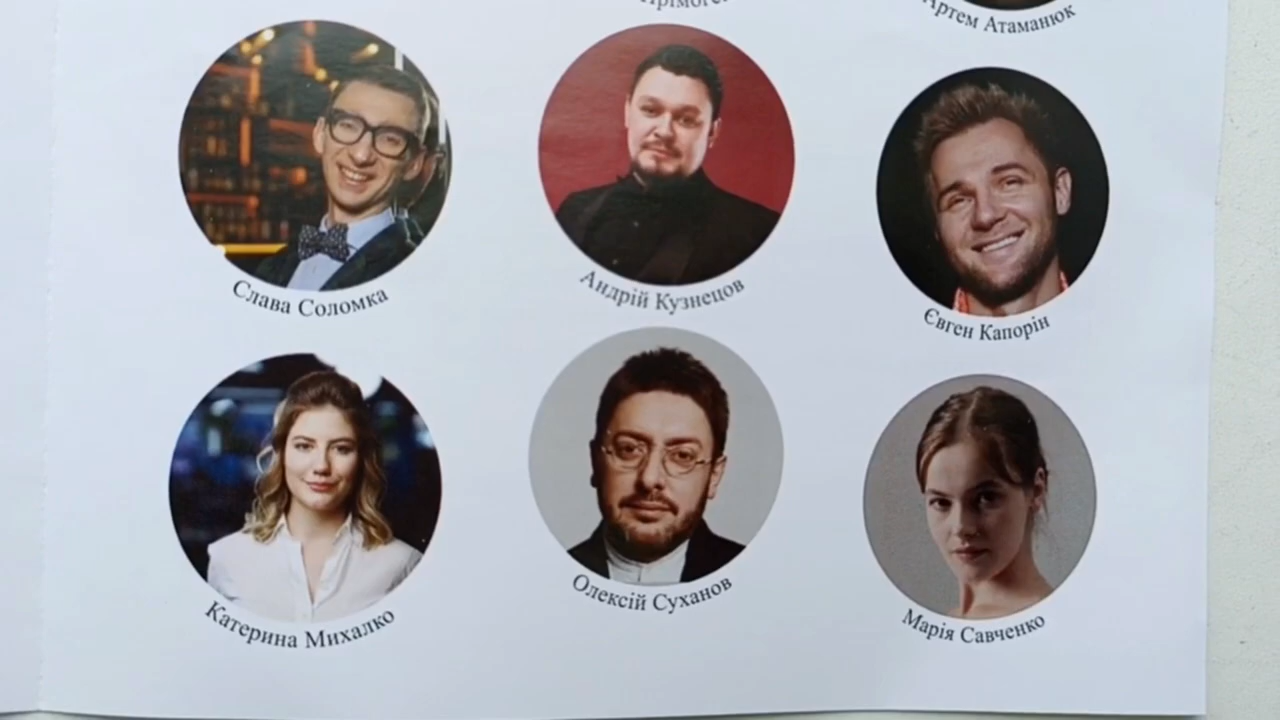 Артем Атаманюк
Слава Соломка
Андрій Кузнецов
Євген Капорін
Катерина Михалко
Олексій Суханов
Марія Савченко